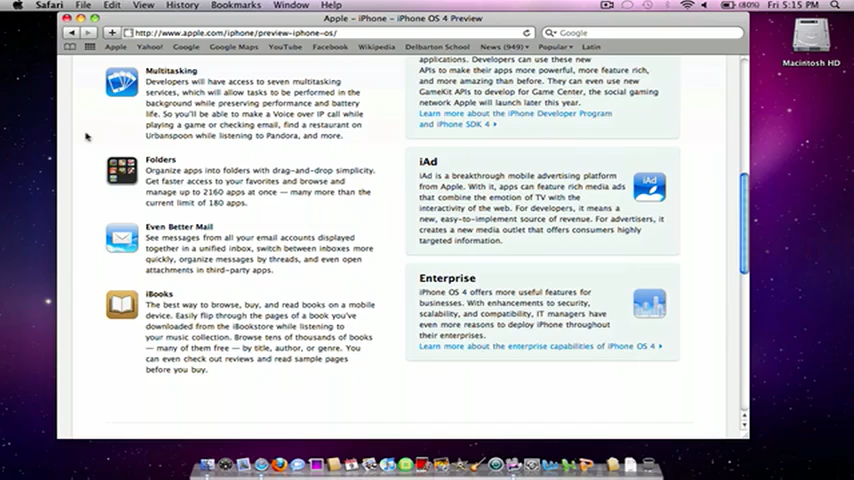 Safari File Edit View History Bookmarks Window Help
(80%) Fri 5:15 PM
Apple – iPhone – iPhone OS 4 Preview
http://www.apple.com/iphone/preview-iphone-os/
Google
Apple Yahoo! Google Google Maps YouTube Facebook Wikipedia Delbarton School News (949) Popular Latin
Macintosh HD
Multitasking
Developers will have access to seven multitasking
services, which will allow tasks to be performed in the
background while preserving performance and battery
life. So you'll be able to make a Voice over IP call while
playing a game or checking email, find a restaurant on
Urbanspoon while listening to Pandora, and more.
Folders
Organize apps into folders with drag-and-drop simplicity.
Get faster access to your favorites and browse and
manage up to 2160 apps at once — many more than the
current limit of 180 apps.
Even Better Mail
See messages from all your email accounts displayed
together in a unified inbox, switch between inboxes more
quickly, organize messages by threads, and even open
attachments in third-party apps.
iBooks
The best way to browse, buy, and read books on a mobile
device. Easily flip through the pages of a book you've
downloaded from the iBookstore while listening to
your music collection. Browse tens of thousands of books
— many of them free — by title, author, or genre. You
can even check out reviews and read sample pages
before you buy.
applications. Developers can use these new
APIs to make their apps more powerful, more feature rich,
and more amazing than before. They can even use new
GameKit APIs to develop for Game Center, the social gaming
network Apple will launch later this year.
Learn more about the iPhone Developer Program
and iPhone SDK 4
iAd
iAd is a breakthrough mobile advertising platform
from Apple. With it, apps can feature rich media ads
that combine the emotion of TV with the
interactivity of the web. For developers, it means a
new, easy-to-implement source of revenue. For advertisers, it
creates a new media outlet that offers consumers highly
targeted information.
iAd
Enterprise
iPhone OS 4 offers more useful features for
businesses. With enhancements to security,
scalability, and compatibility, IT managers have
even more reasons to deploy iPhone throughout
their enterprises.
Learn more about the enterprise capabilities of iPhone OS 4